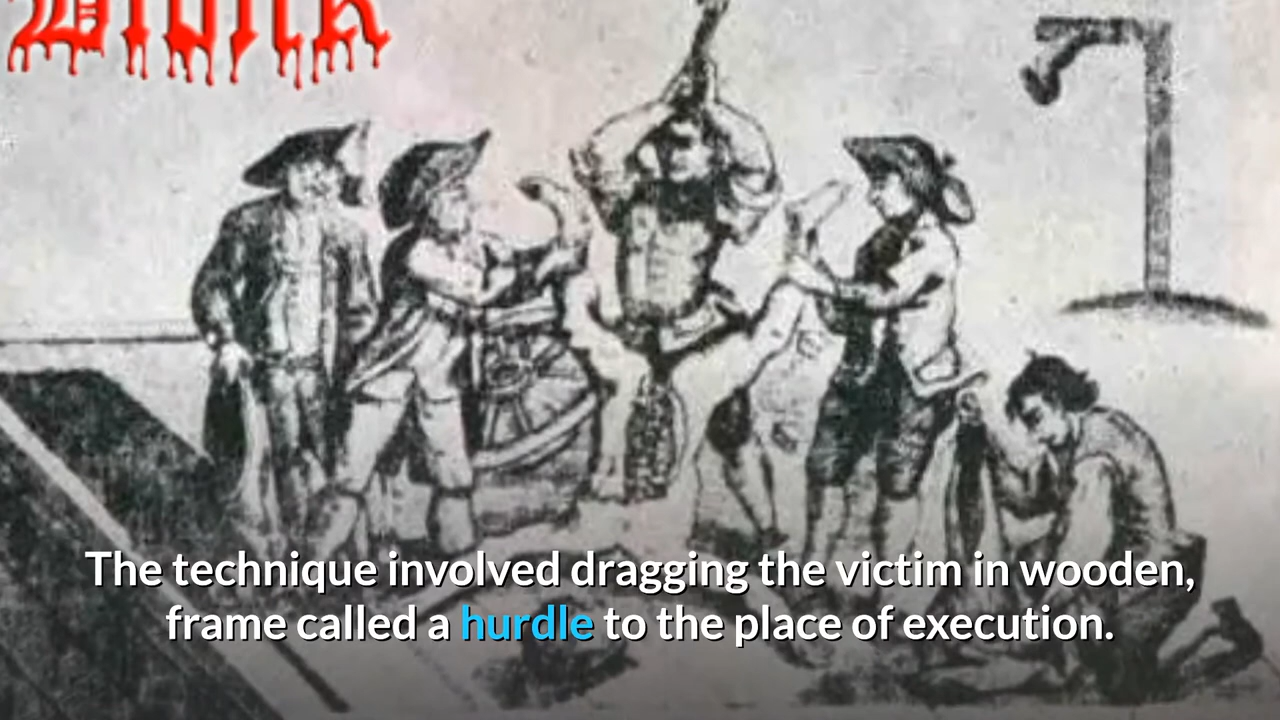 The technique involved dragging the victim in wooden,
frame called a hurdle to the place of execution.